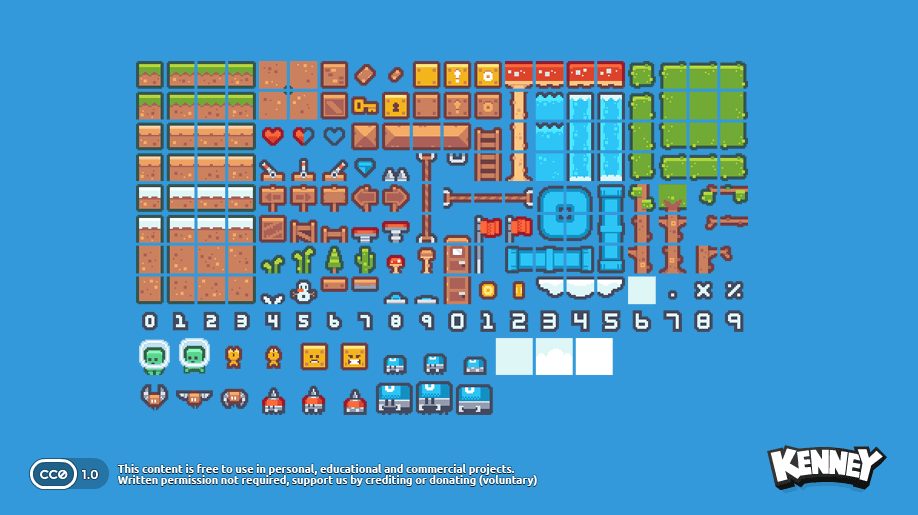 0 1 2 3 4 5 6 7 8 9 0 1 2 3 4 5 6 7 8 9
CC0 1.0
This content is free to use in personal, educational and commercial projects.
Written permission not required, support us by crediting or donating (voluntary)
KENNEY